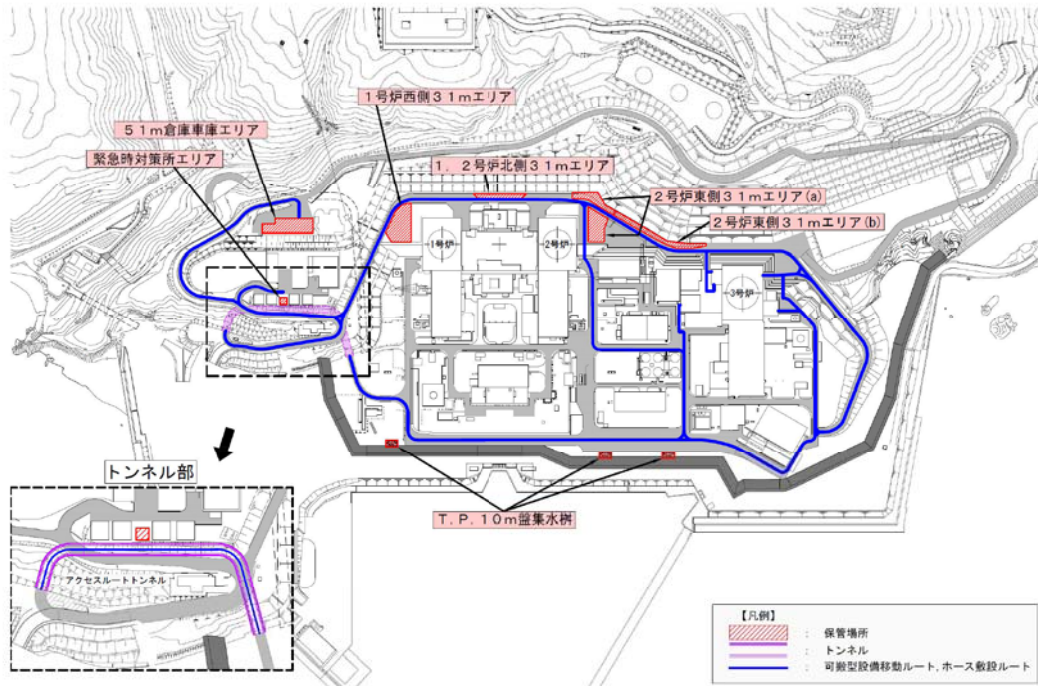 1号炉西側31mエリア
51m倉庫車庫エリア
緊急時対策所エリア
1, 2号炉北側31mエリア
2号炉東側31mエリア(a)
2号炉東側31mエリア(b)
1号炉
2号炉
3号炉
トンネル部
T.P.10m盤集水桝
アクセスルートトンネル
【凡例】
: 保管場所
: トンネル
: 可搬型設備移動ルート,ホース敷設ルート